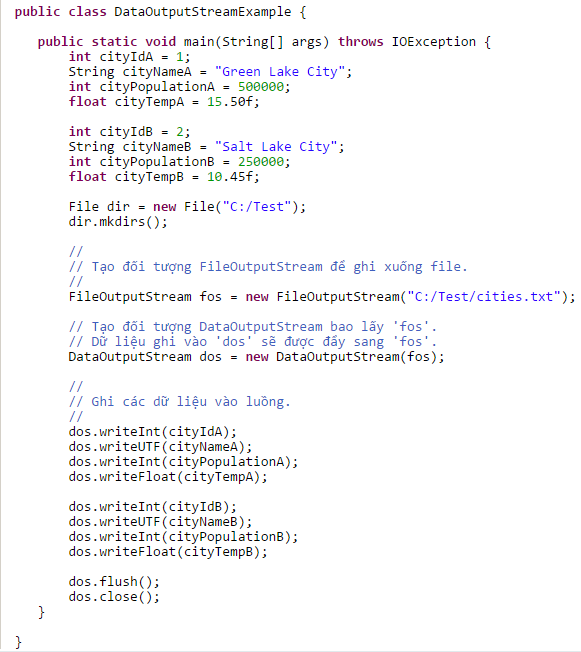 public class DataOutputStreamExample {
public static void main(String[] args) throws IOException {
int cityIdA = 1;
String cityNameA = "Green Lake City";
int cityPopulationA = 500000;
float cityTempA = 15.50f;
int cityIdB = 2;
String cityNameB = "Salt Lake City";
int cityPopulationB = 250000;
float cityTempB = 10.45f;
File dir = new File("C:/Test");
dir.mkdirs();
//
// Tạo đối tượng FileOutputStream để ghi xuống file.
//
FileOutputStream fos = new FileOutputStream("C:/Test/cities.txt");
// Tạo đối tượng DataOutputStream bao lấy 'fos'.
// Dữ liệu ghi vào 'dos' sẽ được đẩy sang 'fos'.
DataOutputStream dos = new DataOutputStream(fos);
//
// Ghi các dữ liệu vào luồng.
//
dos.writeInt(cityIdA);
dos.writeUTF(cityNameA);
dos.writeInt(cityPopulationA);
dos.writeFloat(cityTempA);
dos.writeInt(cityIdB);
dos.writeUTF(cityNameB);
dos.writeInt(cityPopulationB);
dos.writeFloat(cityTempB);
dos.flush();
dos.close();
}
}